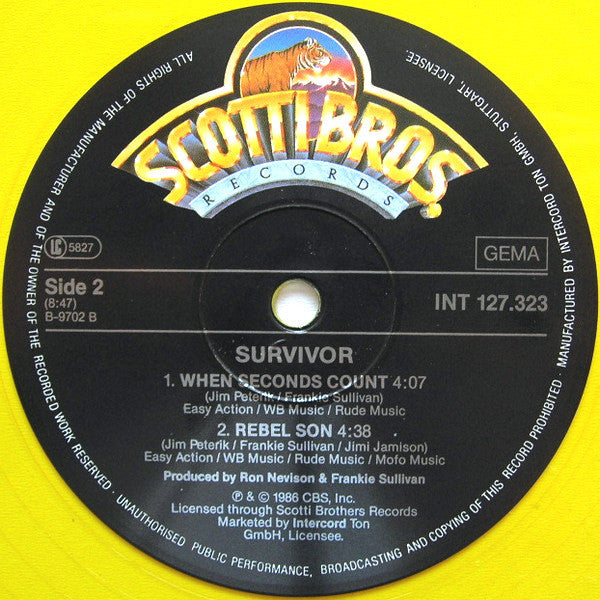 SCOTTI BROS.
RECORDS
LC 5827
GEMA
Side 2
(8:47)
B-9702 B
INT 127.323
SURVIVOR
1. WHEN SECONDS COUNT 4:07
(Jim Peterik / Frankie Sullivan)
Easy Action / WB Music / Rude Music
2. REBEL SON 4:38
(Jim Peterik / Frankie Sullivan / Jimi Jamison)
Easy Action / WB Music / Rude Music / Mofo Music
Produced by Ron Nevison & Frankie Sullivan
℗ & © 1986 CBS, Inc.
Licensed through Scotti Brothers Records
Marketed by Intercord Ton
GmbH, Licensee.
ALL RIGHTS OF THE MANUFACTURER AND OF THE OWNER OF THE RECORDED WORK RESERVED · UNAUTHORISED PUBLIC PERFORMANCE, BROADCASTING AND COPYING OF THIS RECORD PROHIBITED · MANUFACTURED BY INTERCORD TON GMBH, STUTTGART, LICENSEE.